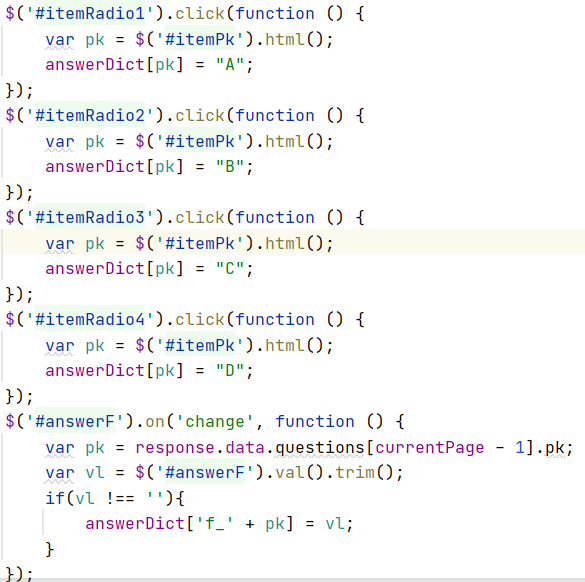 $('#itemRadio1').click(function () {
    var pk = $('#itemPk').html();
    answerDict[pk] = "A";
});
$('#itemRadio2').click(function () {
    var pk = $('#itemPk').html();
    answerDict[pk] = "B";
});
$('#itemRadio3').click(function () {
    var pk = $('#itemPk').html();
    answerDict[pk] = "C";
});
$('#itemRadio4').click(function () {
    var pk = $('#itemPk').html();
    answerDict[pk] = "D";
});
$('#answerF').on('change', function () {
    var pk = response.data.questions[currentPage - 1].pk;
    var vl = $('#answerF').val().trim();
    if(vl !== ''){
        answerDict['f_' + pk] = vl;
    }
});